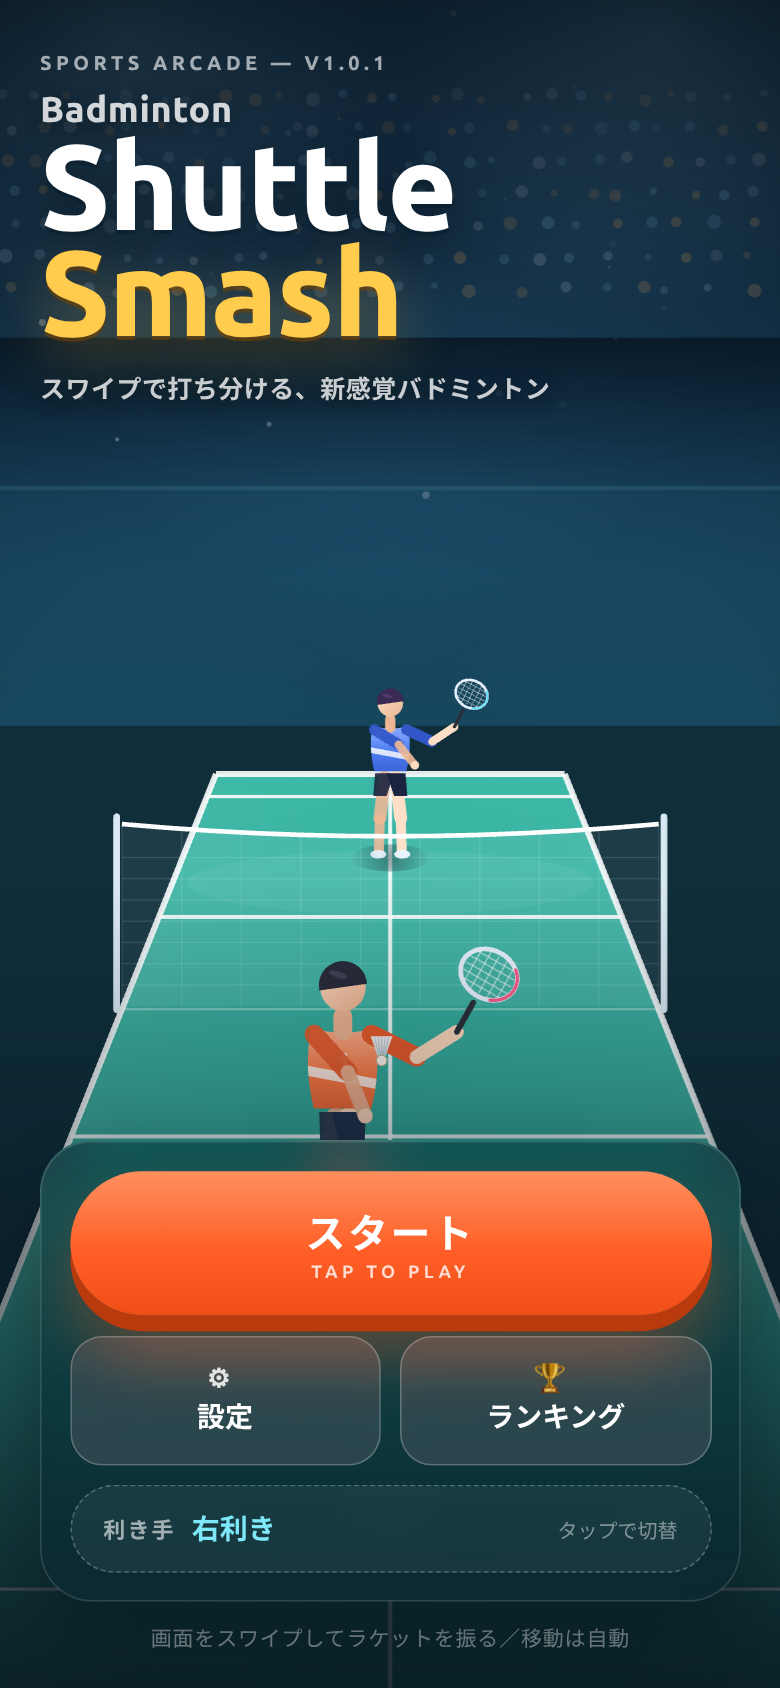 SPORTS ARCADE — V1.0.1
Badminton
Shuttle
Smash
スワイプで打ち分ける、新感覚バドミントン
スタート
TAP TO PLAY
設定
ランキング
利き手 右利き タップで切替
画面をスワイプしてラケットを振る／移動は自動